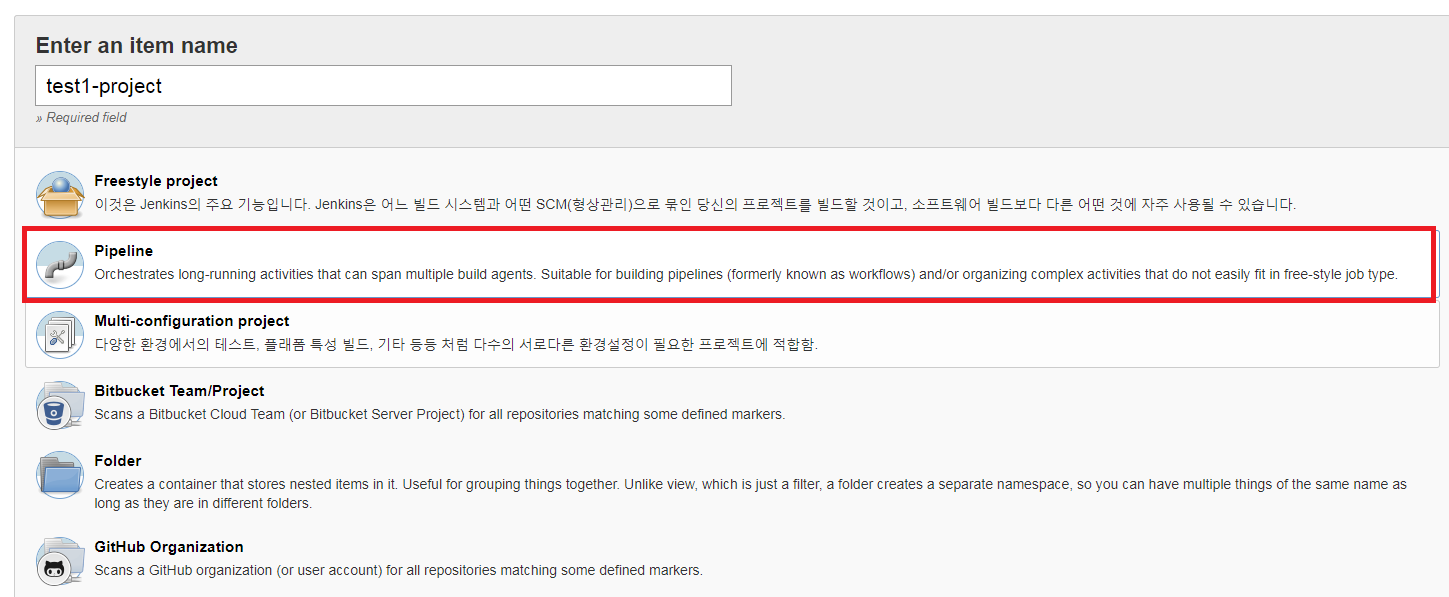 Enter an item name
test1-project
» Required field
Freestyle project
이것은 Jenkins의 주요 기능입니다. Jenkins은 어느 빌드 시스템과 어떤 SCM(형상관리)으로 묶인 당신의 프로젝트를 빌드할 것이고, 소프트웨어 빌드보다 다른 어떤 것에 자주 사용될 수 있습니다.
Pipeline
Orchestrates long-running activities that can span multiple build agents. Suitable for building pipelines (formerly known as workflows) and/or organizing complex activities that do not easily fit in free-style job type.
Multi-configuration project
다양한 환경에서의 테스트, 플래폼 특성 빌드, 기타 등등 처럼 다수의 서로다른 환경설정이 필요한 프로젝트에 적합함.
Bitbucket Team/Project
Scans a Bitbucket Cloud Team (or Bitbucket Server Project) for all repositories matching some defined markers.
Folder
Creates a container that stores nested items in it. Useful for grouping things together. Unlike view, which is just a filter, a folder creates a separate namespace, so you can have multiple things of the same name as
long as they are in different folders.
GitHub Organization
Scans a GitHub organization (or user account) for all repositories matching some defined markers.